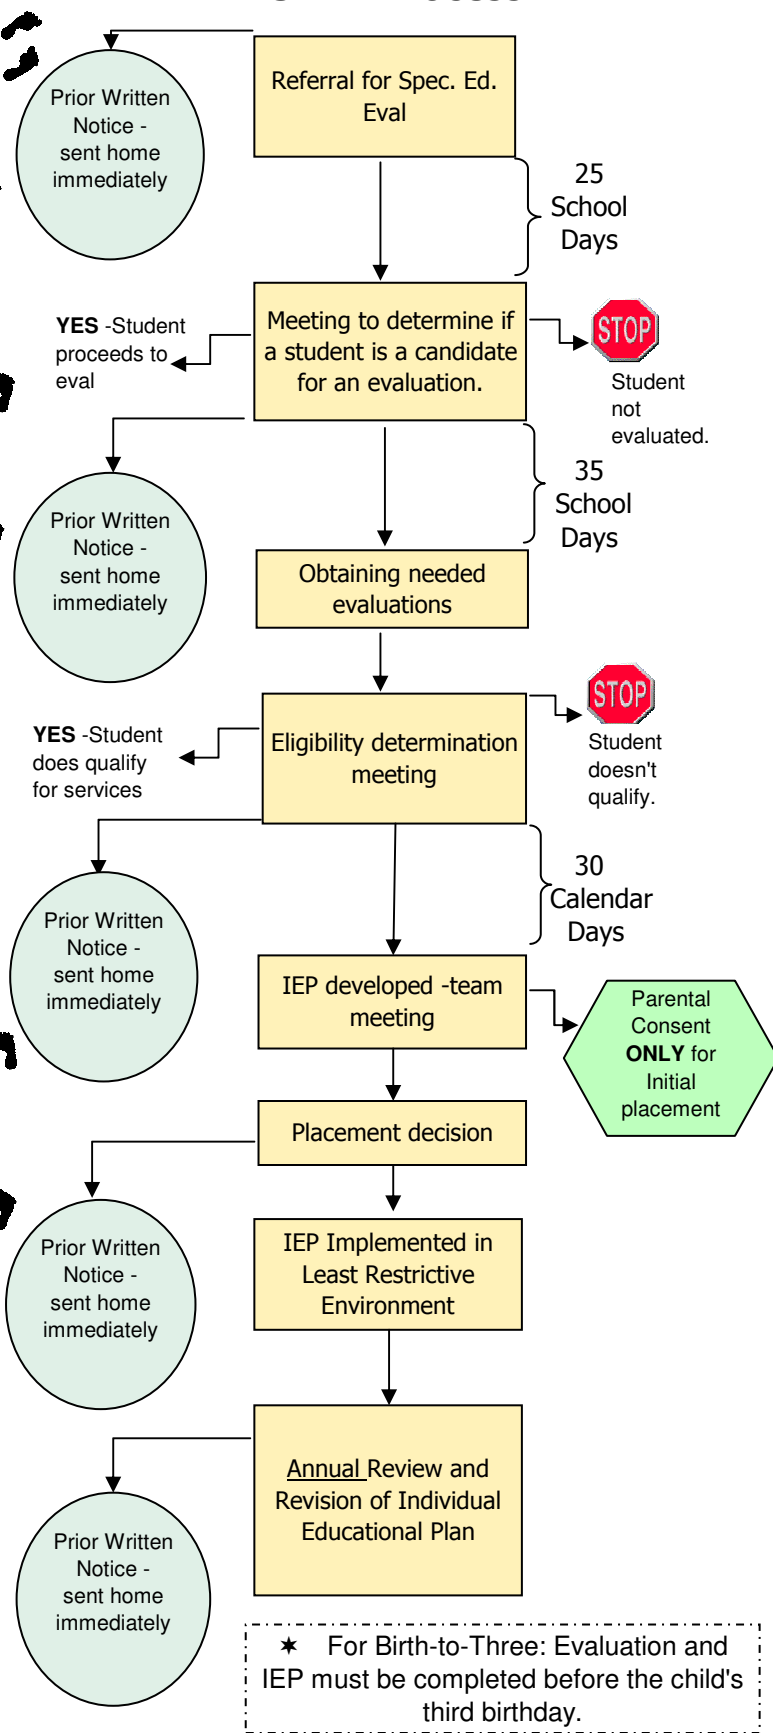 Referral for Spec. Ed.
Eval
Prior Written
Notice -
sent home
immediately
25
School
Days
Meeting to determine if
a student is a candidate
for an evaluation.
YES -Student
proceeds to
eval
STOP
Student
not
evaluated.
Prior Written
Notice -
sent home
immediately
35
School
Days
Obtaining needed
evaluations
Eligibility determination
meeting
YES -Student
does qualify
for services
STOP
Student
doesn't
qualify.
Prior Written
Notice -
sent home
immediately
30
Calendar
Days
IEP developed -team
meeting
Parental
Consent
ONLY for
Initial
placement
Placement decision
Prior Written
Notice -
sent home
immediately
IEP Implemented in
Least Restrictive
Environment
Annual Review and
Revision of Individual
Educational Plan
Prior Written
Notice -
sent home
immediately
✶ For Birth-to-Three: Evaluation and
IEP must be completed before the child's
third birthday.